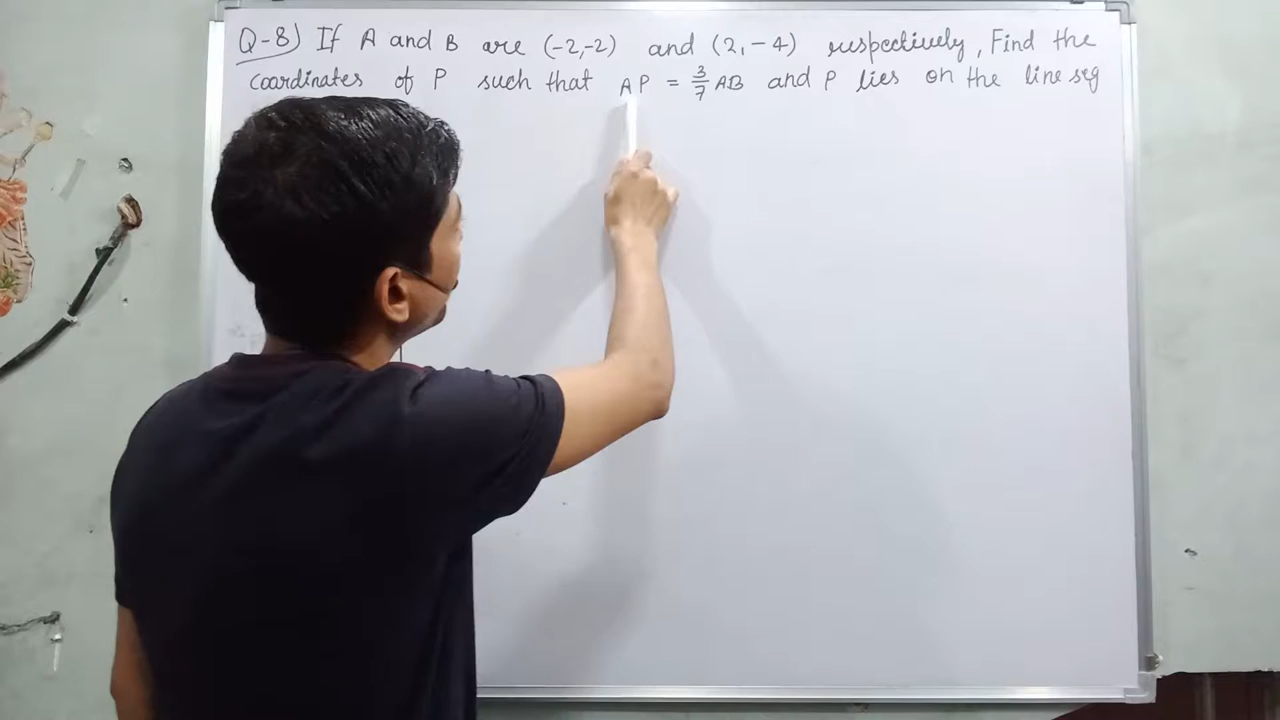 Q-8) If A and B are (-2,-2) and (2,-4) respectively, Find the
coordinates of P such that AP = 3/7 AB and P lies on the line seg